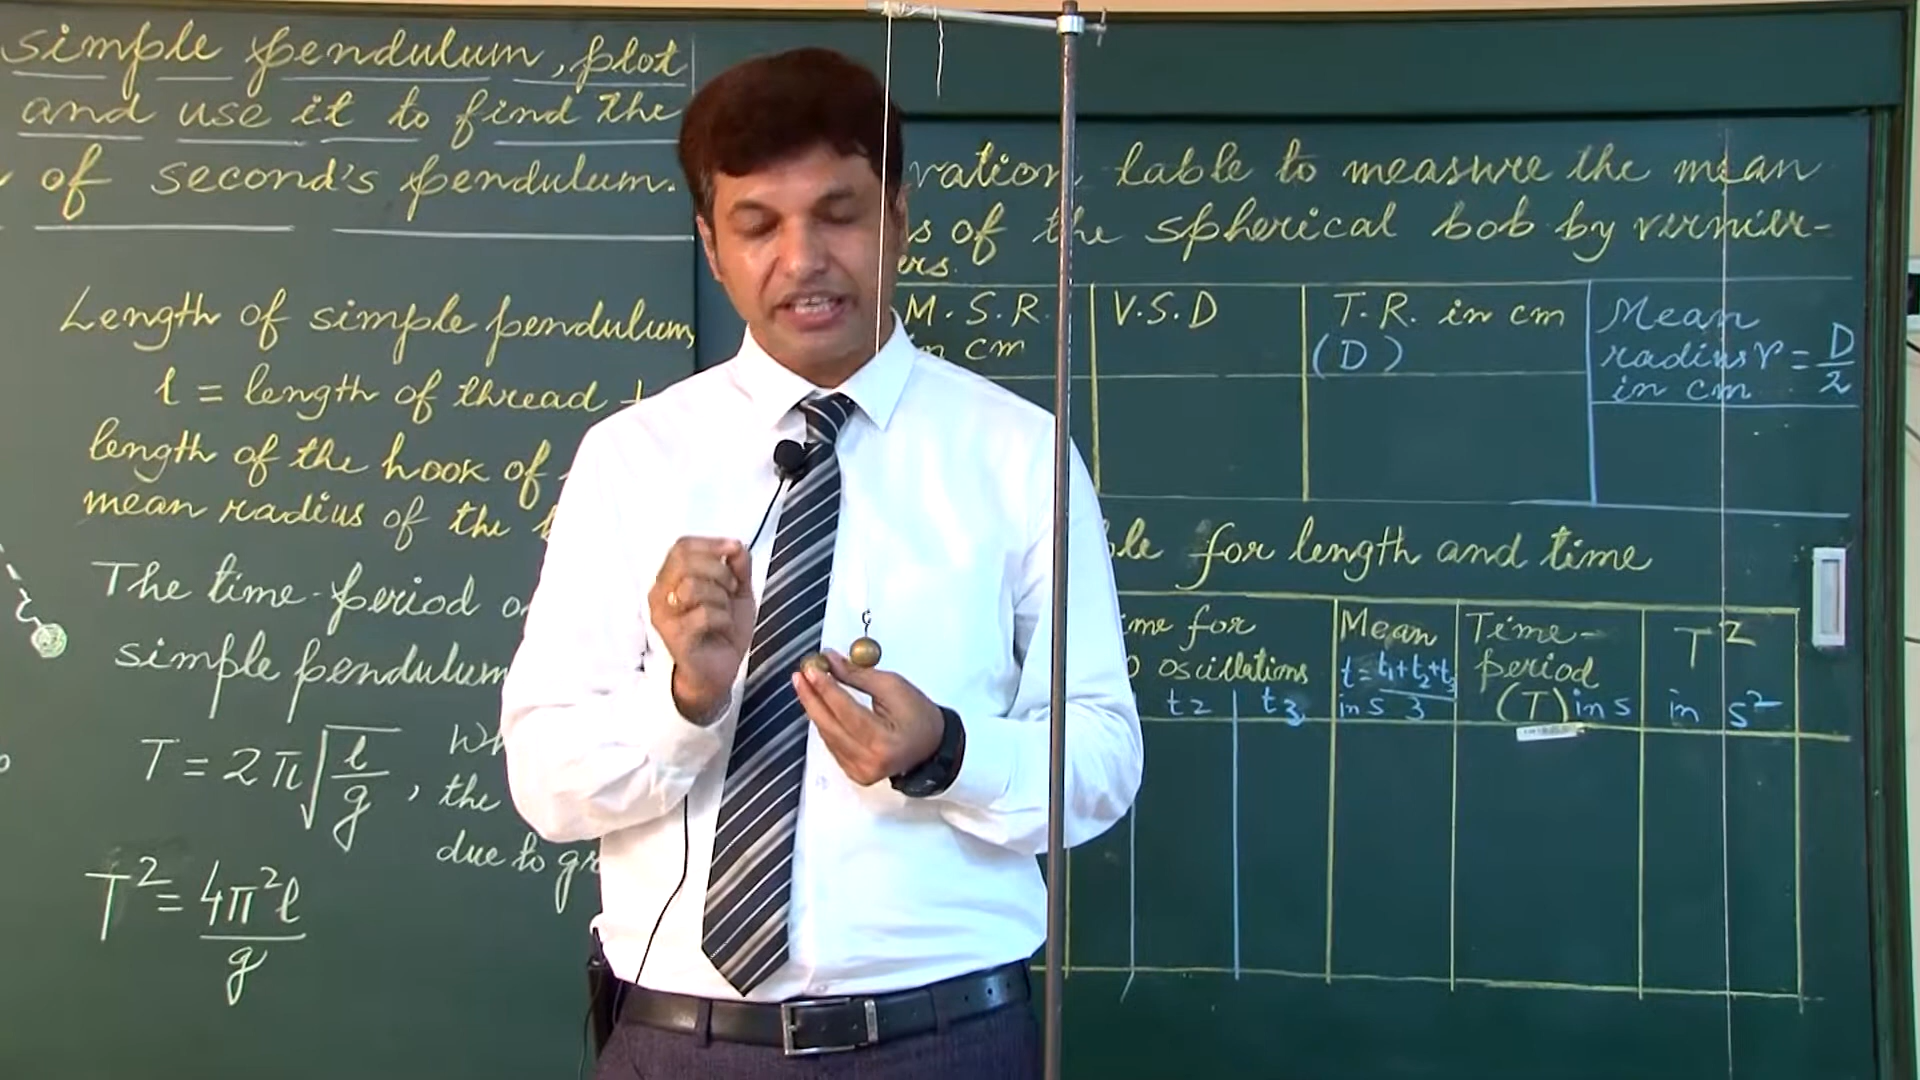 simple pendulum, plot
and use it to find the
of second's pendulum.
Length of simple pendulum,
l = length of thread +
length of the hook of
mean radius of the
The time-period
simple pendulum
T = 2π√(l/g), the
due to
T² = 4π²l/g
vation table to measure the mean
s of the spherical bob by vernier-
ers.
M.S.R. in cm
V.S.D
T.R. in cm (D)
Mean radius r = D/2 in cm
for length and time
me for 0 oscillations
t2
t3
Mean t = t1+t2+t3/3 in s
Time-period (T) in s
T² in s²